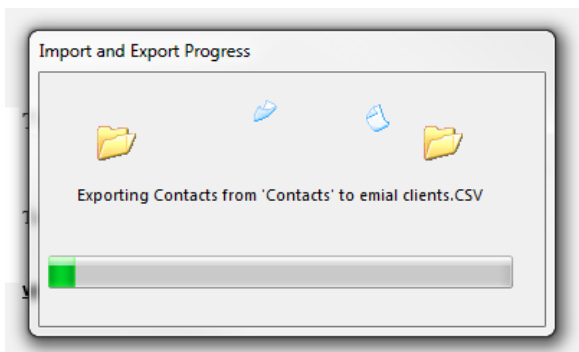 Import and Export Progress
Exporting Contacts from 'Contacts' to emial clients.CSV